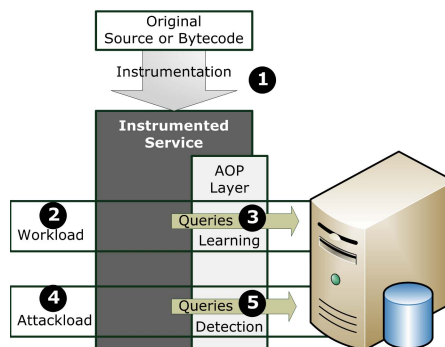 Original
Source or Bytecode
Instrumentation
1
Instrumented
Service
AOP
Layer
2
Workload
Queries 3
Learning
4
Attackload
Queries 5
Detection